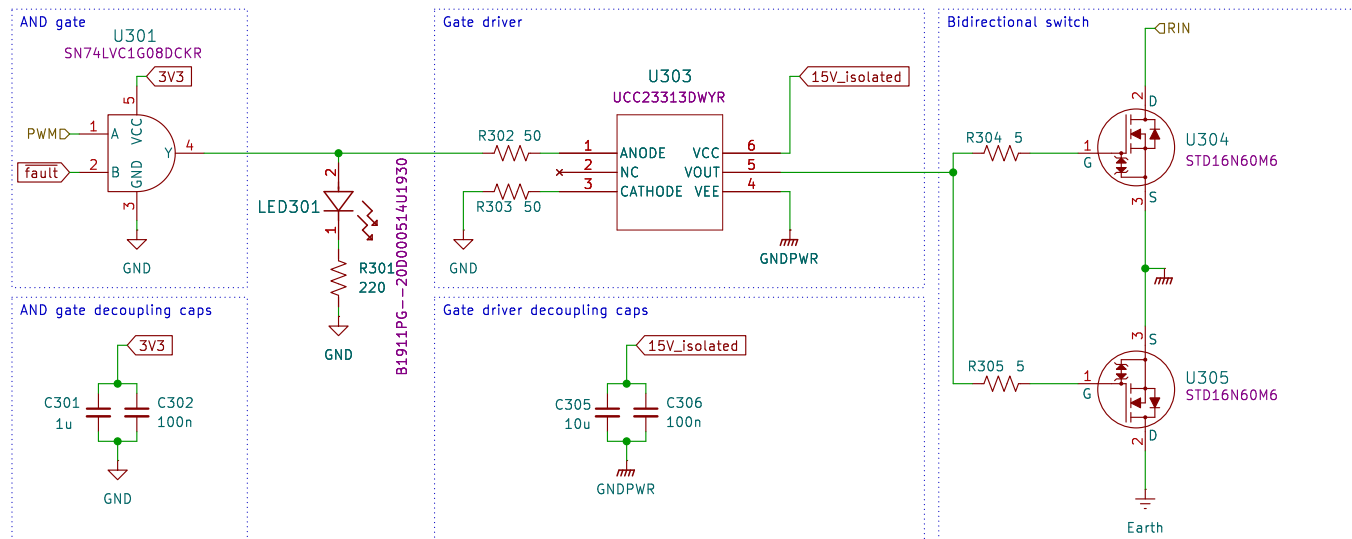 AND gate
U301
SN74LVC1G08DCKR
3V3
5
PWM
1
A
VCC
Y
4
fault
2
B
GND
3
GND
2
LED301
1
B1911PG--20D000514U1930
R301
220
GND
Gate driver
U303
UCC23313DWYR
15V_isolated
R302 50
1
ANODE
VCC
6
2
NC
VOUT
5
3
CATHODE
VEE
4
R303 50
GND
GNDPWR
Bidirectional switch
RIN
2
D
R304 5
1
G
U304
STD16N60M6
3
S
3
S
R305 5
1
G
U305
STD16N60M6
2
D
Earth
AND gate decoupling caps
3V3
C301
1u
C302
100n
GND
Gate driver decoupling caps
15V_isolated
C305
10u
C306
100n
GNDPWR